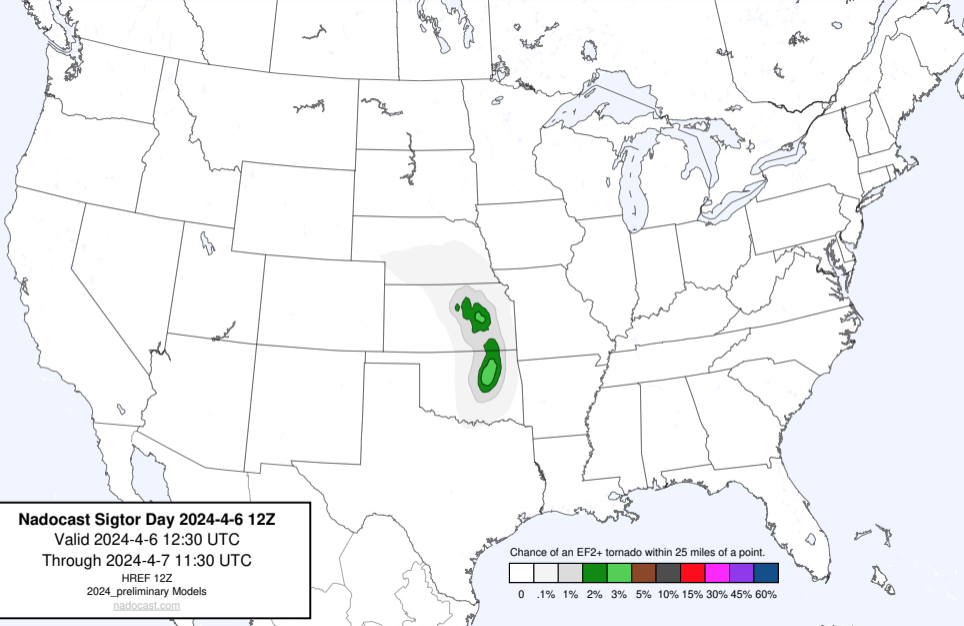 Nadocast Sigtor Day 2024-4-6 12Z
Valid 2024-4-6 12:30 UTC
Through 2024-4-7 11:30 UTC
HREF 12Z
2024_preliminary Models
nadocast.com
Chance of an EF2+ tornado within 25 miles of a point.
0 .1% 1% 2% 3% 5% 10% 15% 30% 45% 60%